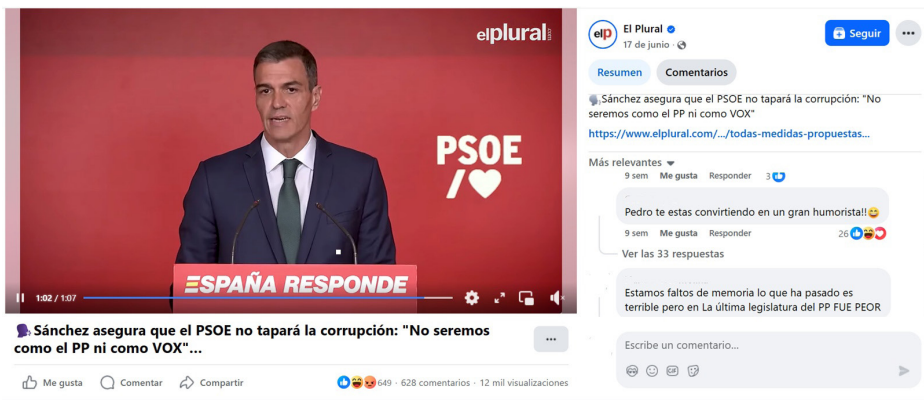 elplural.com
PSOE
ESPAÑA RESPONDE
1:02 / 1:07
Sánchez asegura que el PSOE no tapará la corrupción: "No seremos
como el PP ni como VOX"...
Me gusta
Comentar
Compartir
649 · 628 comentarios · 12 mil visualizaciones
elp
El Plural
17 de junio ·
Seguir
Resumen
Comentarios
Sánchez asegura que el PSOE no tapará la corrupción: "No
seremos como el PP ni como VOX"
https://www.elplural.com/.../todas-medidas-propuestas...
Más relevantes
9 sem Me gusta Responder 3
Pedro te estas convirtiendo en un gran humorista!!😄
9 sem Me gusta Responder 26
Ver las 33 respuestas
Estamos faltos de memoria lo que ha pasado es
terrible pero en La última legislatura del PP FUE PEOR
Escribe un comentario...
GIF